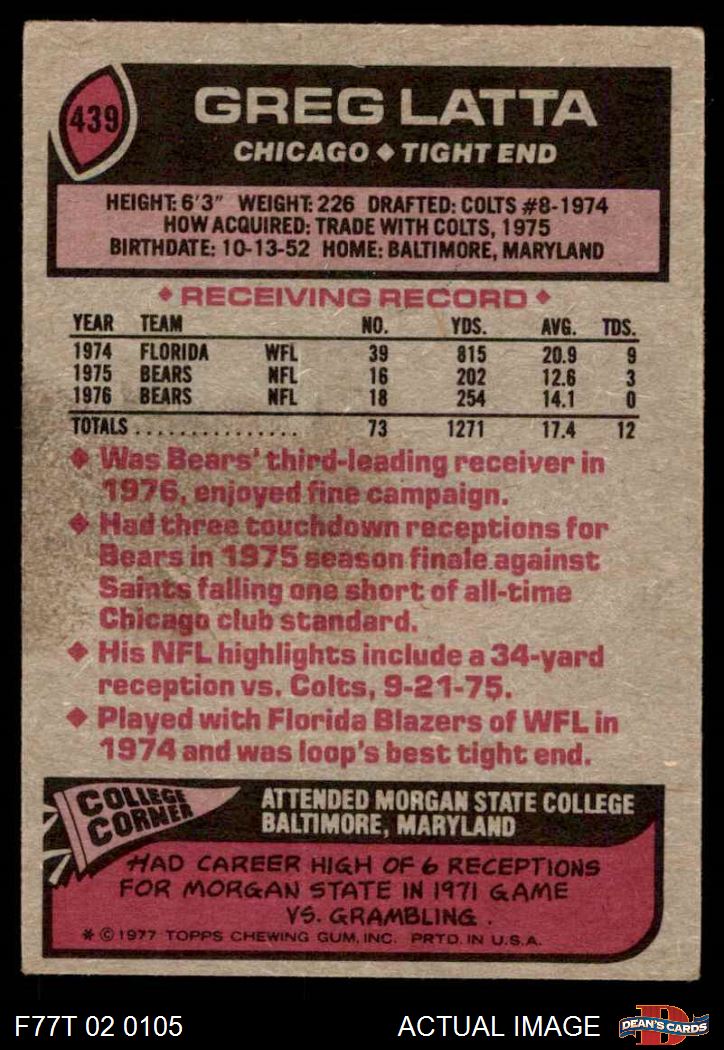 439
GREG LATTA
CHICAGO ◆ TIGHT END
HEIGHT: 6'3" WEIGHT: 226 DRAFTED: COLTS #8-1974
HOW ACQUIRED: TRADE WITH COLTS, 1975
BIRTHDATE: 10-13-52 HOME: BALTIMORE, MARYLAND
◆ RECEIVING RECORD ◆
YEAR TEAM NO. YDS. AVG. TDS.
1974 FLORIDA WFL 39 815 20.9 9
1975 BEARS NFL 16 202 12.6 3
1976 BEARS NFL 18 254 14.1 0
TOTALS ............... 73 1271 17.4 12
◆ Was Bears' third-leading receiver in
1976, enjoyed fine campaign.
◆ Had three touchdown receptions for
Bears in 1975 season finale against
Saints falling one short of all-time
Chicago club standard.
◆ His NFL highlights include a 34-yard
reception vs. Colts, 9-21-75.
◆ Played with Florida Blazers of WFL in
1974 and was loop's best tight end.
COLLEGE
CORNER
ATTENDED MORGAN STATE COLLEGE
BALTIMORE, MARYLAND
HAD CAREER HIGH OF 6 RECEPTIONS
FOR MORGAN STATE IN 1971 GAME
VS. GRAMBLING.
* © 1977 TOPPS CHEWING GUM, INC. PRTD. IN U.S.A.
F77T 02 0105
ACTUAL IMAGE
D
DEAN'S CARDS